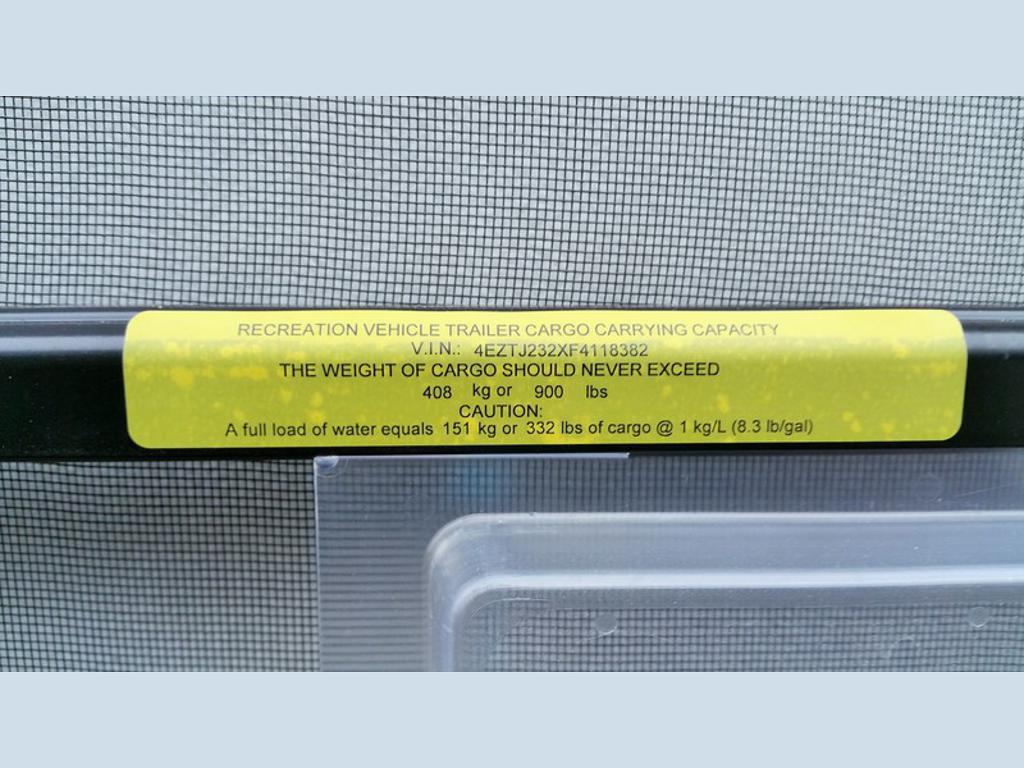 RECREATION VEHICLE TRAILER CARGO CARRYING CAPACITY
V.I.N.: 4EZTJ232XF4118382
THE WEIGHT OF CARGO SHOULD NEVER EXCEED
408 kg or 900 lbs
CAUTION:
A full load of water equals 151 kg or 332 lbs of cargo @ 1 kg/L (8.3 lb/gal)